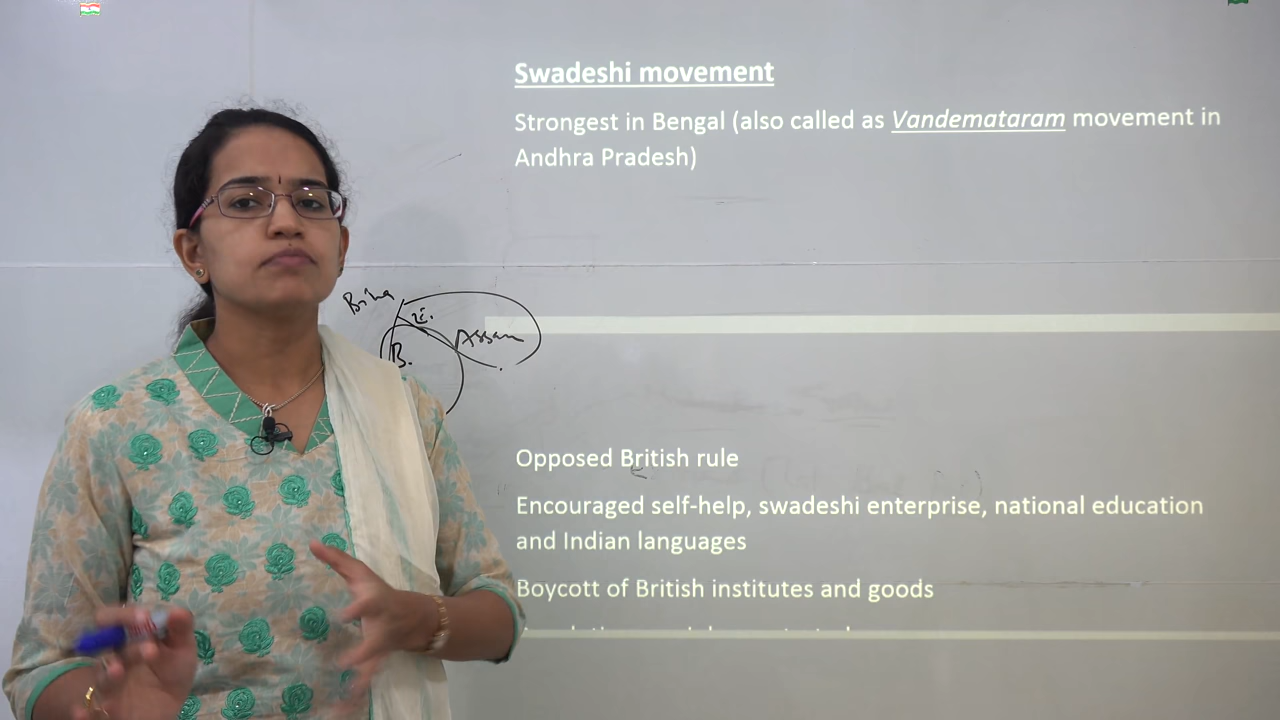 Swadeshi movement
Strongest in Bengal (also called as Vandemataram movement in
Andhra Pradesh)
Assam
B.
Opposed British rule
Encouraged self-help, swadeshi enterprise, national education
and Indian languages
Boycott of British institutes and goods